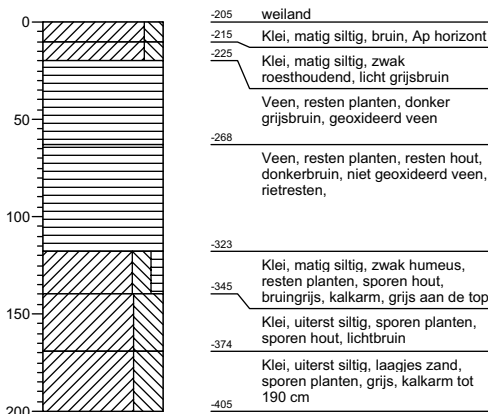 0
50
100
150
200
-205 weiland
-215 Klei, matig siltig, bruin, Ap horizont
-225
Klei, matig siltig, zwak
roesthoudend, licht grijsbruin
Veen, resten planten, donker
grijsbruin, geoxideerd veen
-268
Veen, resten planten, resten hout,
donkerbruin, niet geoxideerd veen,
rietresten,
-323
Klei, matig siltig, zwak humeus,
resten planten, sporen hout,
-345
bruingrijs, kalkarm, grijs aan de top
Klei, uiterst siltig, sporen planten,
sporen hout, lichtbruin
-374
Klei, uiterst siltig, laagjes zand,
sporen planten, grijs, kalkarm tot
190 cm
-405